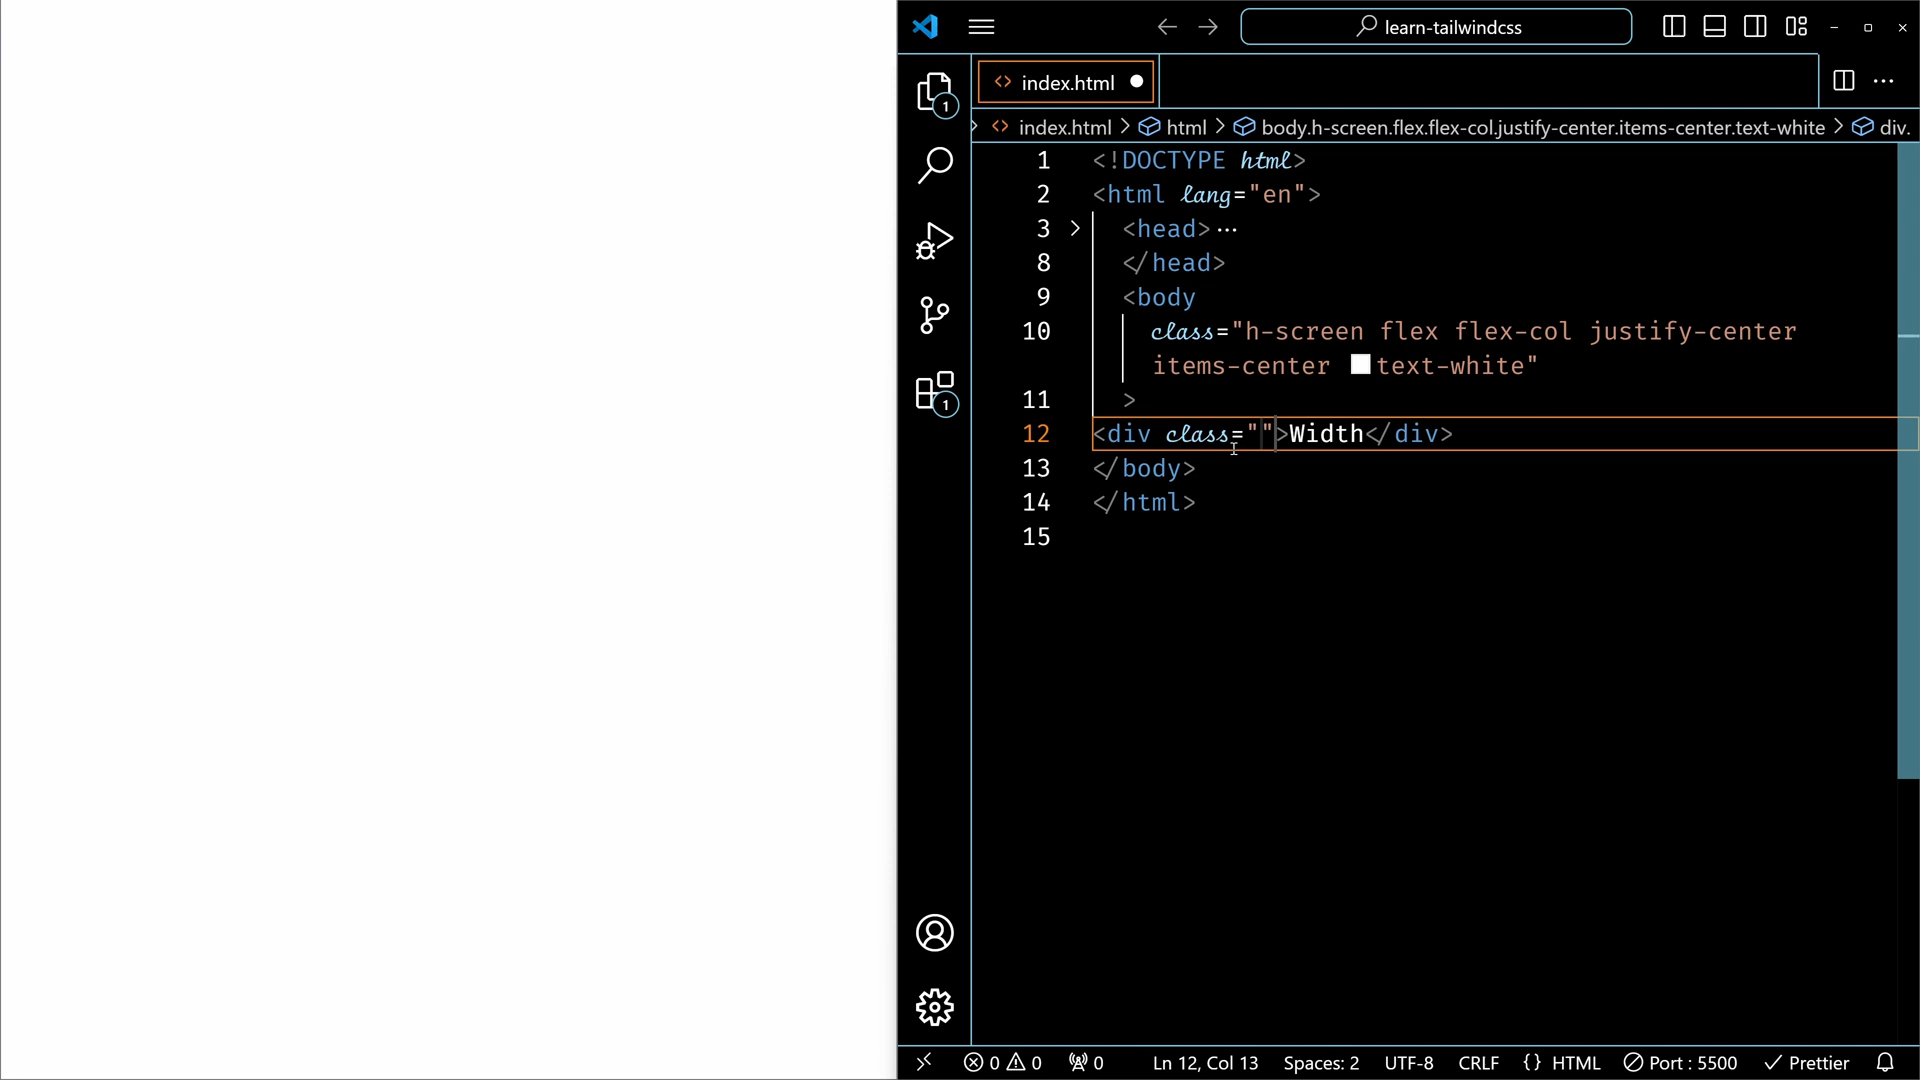 learn-tailwindcss
index.html
index.html html body.h-screen.flex.flex-col.justify-center.items-center.text-white div.
1
1 <!DOCTYPE html>
2 <html lang="en">
3 <head>…
8 </head>
9 <body
10 class="h-screen flex flex-col justify-center
items-center text-white"
11 >
12 <div class="">Width</div>
13 </body>
14 </html>
15
1
0 0 0 Ln 12, Col 13 Spaces: 2 UTF-8 CRLF {} HTML Port : 5500 Prettier